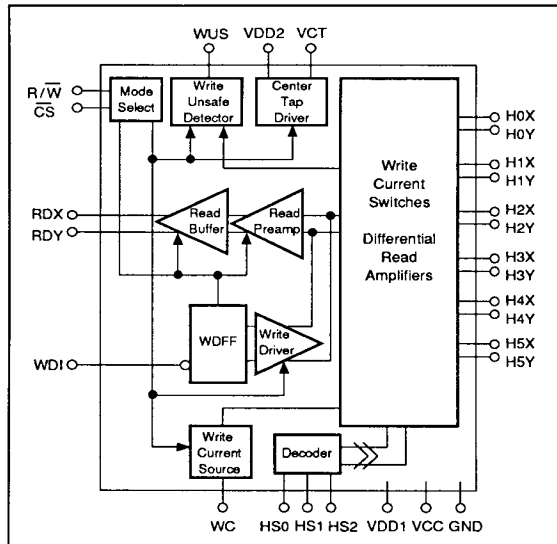 WUS VDD2 VCT
R/W̅
C̅S̅
Mode
Select
Write
Unsafe
Detector
Center
Tap
Driver
Write
Current
Switches
Differential
Read
Amplifiers
H0X
H0Y
H1X
H1Y
H2X
H2Y
H3X
H3Y
H4X
H4Y
H5X
H5Y
RDX
RDY
Read
Buffer
Read
Preamp
WDI
WDFF
Write
Driver
Write
Current
Source
Decoder
WC HS0 HS1 HS2 VDD1 VCC GND